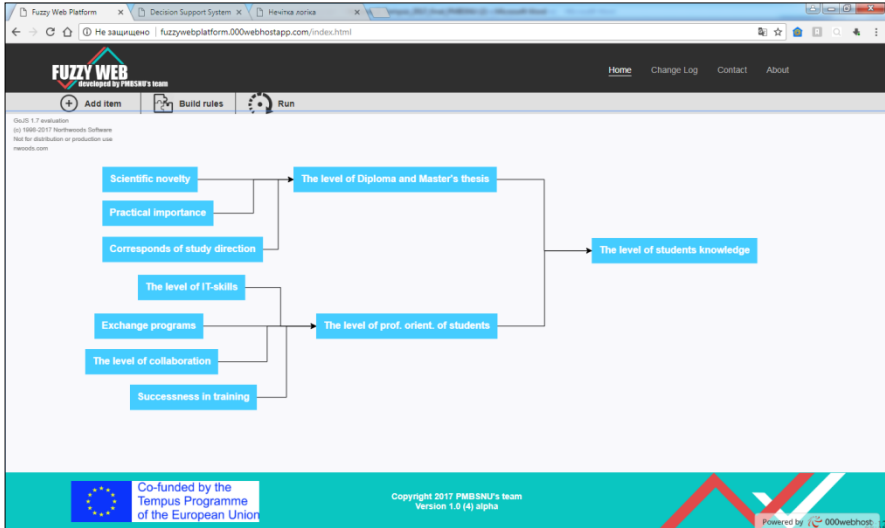 Fuzzy Web Platform
Decision Support System
Нечітка логіка
Не защищено
fuzzywebplatform.000webhostapp.com/index.html
FUZZY WEB
developed by PMBSNU's team
Home
Change Log
Contact
About
Add item
Build rules
Run
GoJS 1.7 evaluation
(c) 1998-2017 Northwoods Software
Not for distribution or production use
nwoods.com
Scientific novelty
The level of Diploma and Master's thesis
Practical importance
Corresponds of study direction
The level of students knowledge
The level of IT-skills
Exchange programs
The level of prof. orient. of students
The level of collaboration
Successness in training
Co-funded by the
Tempus Programme
of the European Union
Copyright 2017 PMBSNU's team
Version 1.0 (4) alpha
Powered by 000webhost